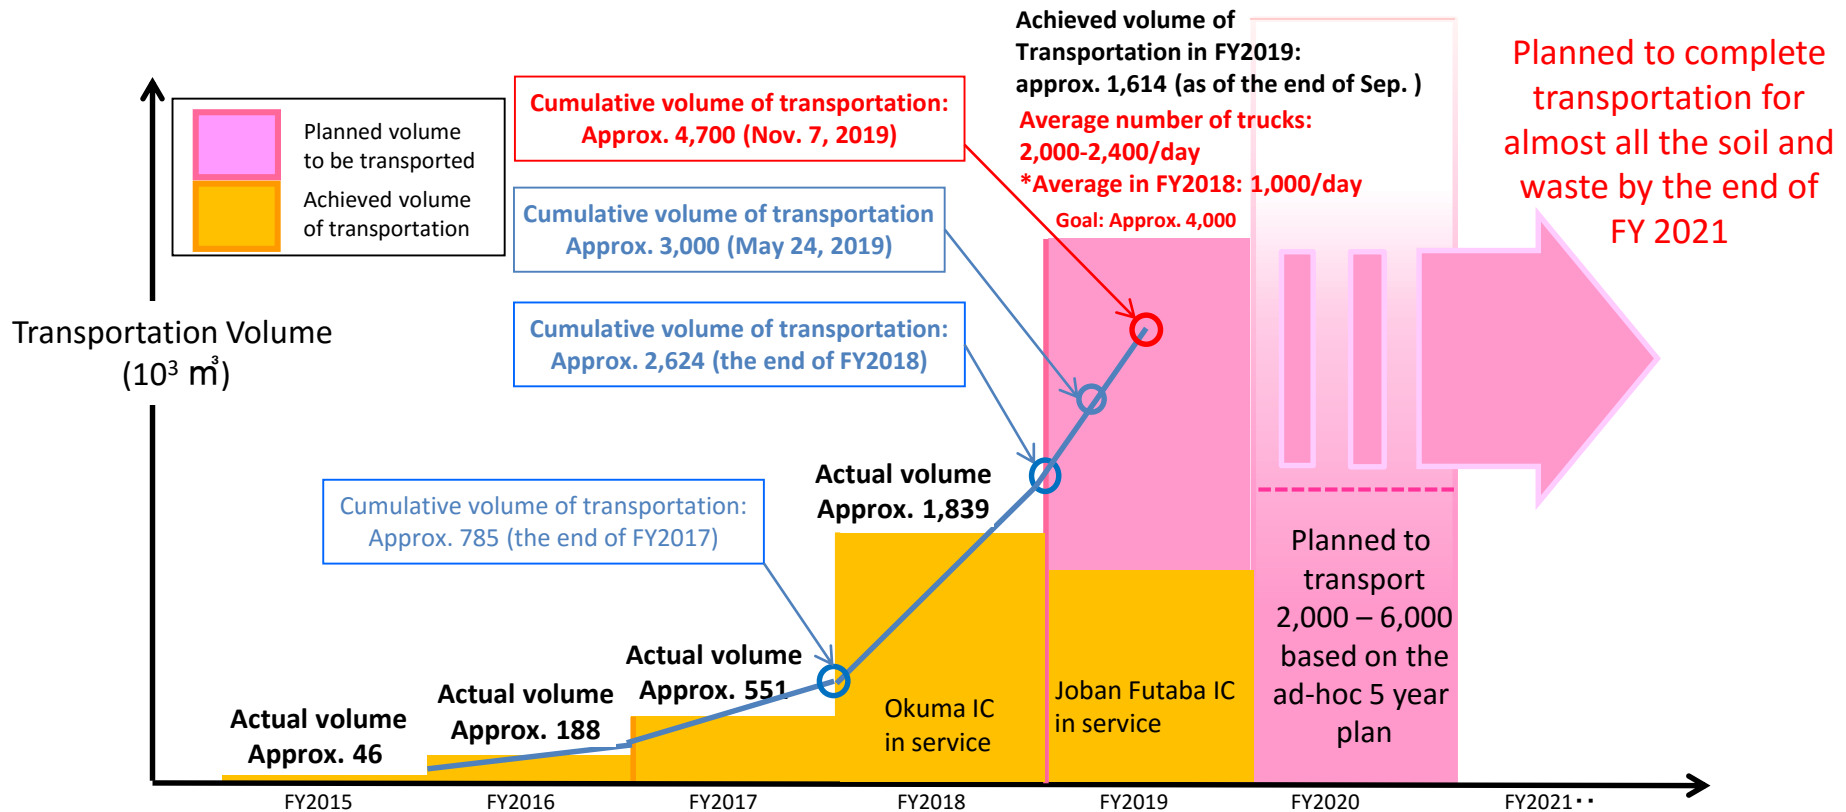 Achieved volume of
Transportation in FY2019:
approx. 1,614 (as of the end of Sep. )
Average number of trucks:
2,000-2,400/day
*Average in FY2018: 1,000/day
Goal: Approx. 4,000
Planned to complete
transportation for
almost all the soil and
waste by the end of
FY 2021
Planned volume
to be transported
Achieved volume
of transportation
Cumulative volume of transportation:
Approx. 4,700 (Nov. 7, 2019)
Cumulative volume of transportation
Approx. 3,000 (May 24, 2019)
Cumulative volume of transportation:
Approx. 2,624 (the end of FY2018)
Cumulative volume of transportation:
Approx. 785 (the end of FY2017)
Transportation Volume
(10³ ㎥)
Actual volume
Approx. 46
Actual volume
Approx. 188
Actual volume
Approx. 551
Actual volume
Approx. 1,839
Okuma IC
in service
Joban Futaba IC
in service
Planned to
transport
2,000 – 6,000
based on the
ad-hoc 5 year
plan
FY2015
FY2016
FY2017
FY2018
FY2019
FY2020
FY2021··